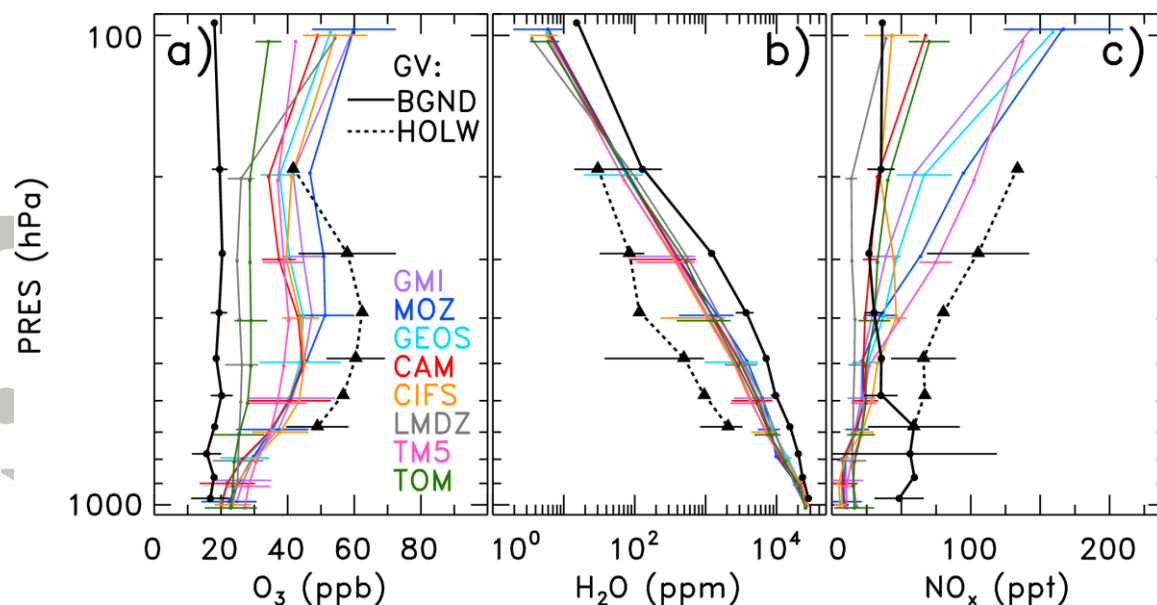 a)
b)
c)
GV:
BGND
HOLW
GMI
MOZ
GEOS
CAM
CIFS
LMDZ
TM5
TOM
PRES (hPa)
100
1000
0 20 40 60 80
10⁰ 10² 10⁴
0 100 200
O₃ (ppb)
H₂O (ppm)
NOₓ (ppt)